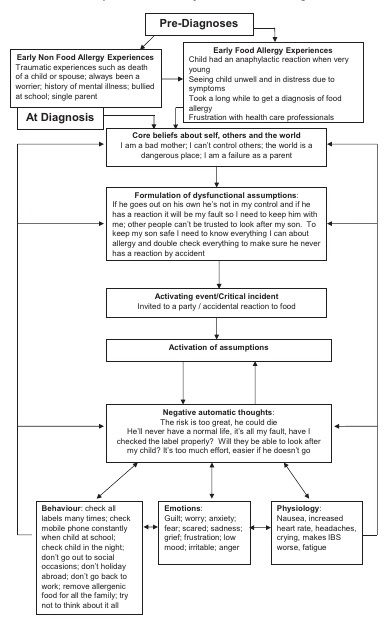 Pre-Diagnoses
Early Non Food Allergy Experiences
Traumatic experiences such as death
of a child or spouse; always been a
worrier; history of mental illness; bullied
at school; single parent
Early Food Allergy Experiences
Child had an anaphylactic reaction when very
young
Seeing child unwell and in distress due to
symptoms
Took a long while to get a diagnosis of food
allergy
Frustration with health care professionals
At Diagnosis
Core beliefs about self, others and the world
I am a bad mother; I can't control others; the world is a
dangerous place; I am a failure as a parent
Formulation of dysfunctional assumptions:
If he goes out on his own he's not in my control and if he
has a reaction it will be my fault so I need to keep him with
me; other people can't be trusted to look after my son. To
keep my son safe I need to know everything I can about
allergy and double check everything to make sure he never
has a reaction by accident
Activating event/Critical incident
Invited to a party / accidental reaction to food
Activation of assumptions
Negative automatic thoughts:
The risk is too great, he could die
He'll never have a normal life, it's all my fault, have I
checked the label properly? Will they be able to look after
my child? It's too much effort, easier if he doesn't go
Behaviour: check all
labels many times; check
mobile phone constantly
when child at school;
check child in the night;
don't go out to social
occasions; don't holiday
abroad; don't go back to
work; remove allergenic
food for all the family; try
not to think about it all
Emotions:
Guilt; worry; anxiety;
fear; scared; sadness;
grief; frustration; low
mood; irritable; anger
Physiology:
Nausea, increased
heart rate, headaches,
crying, makes IBS
worse, fatigue